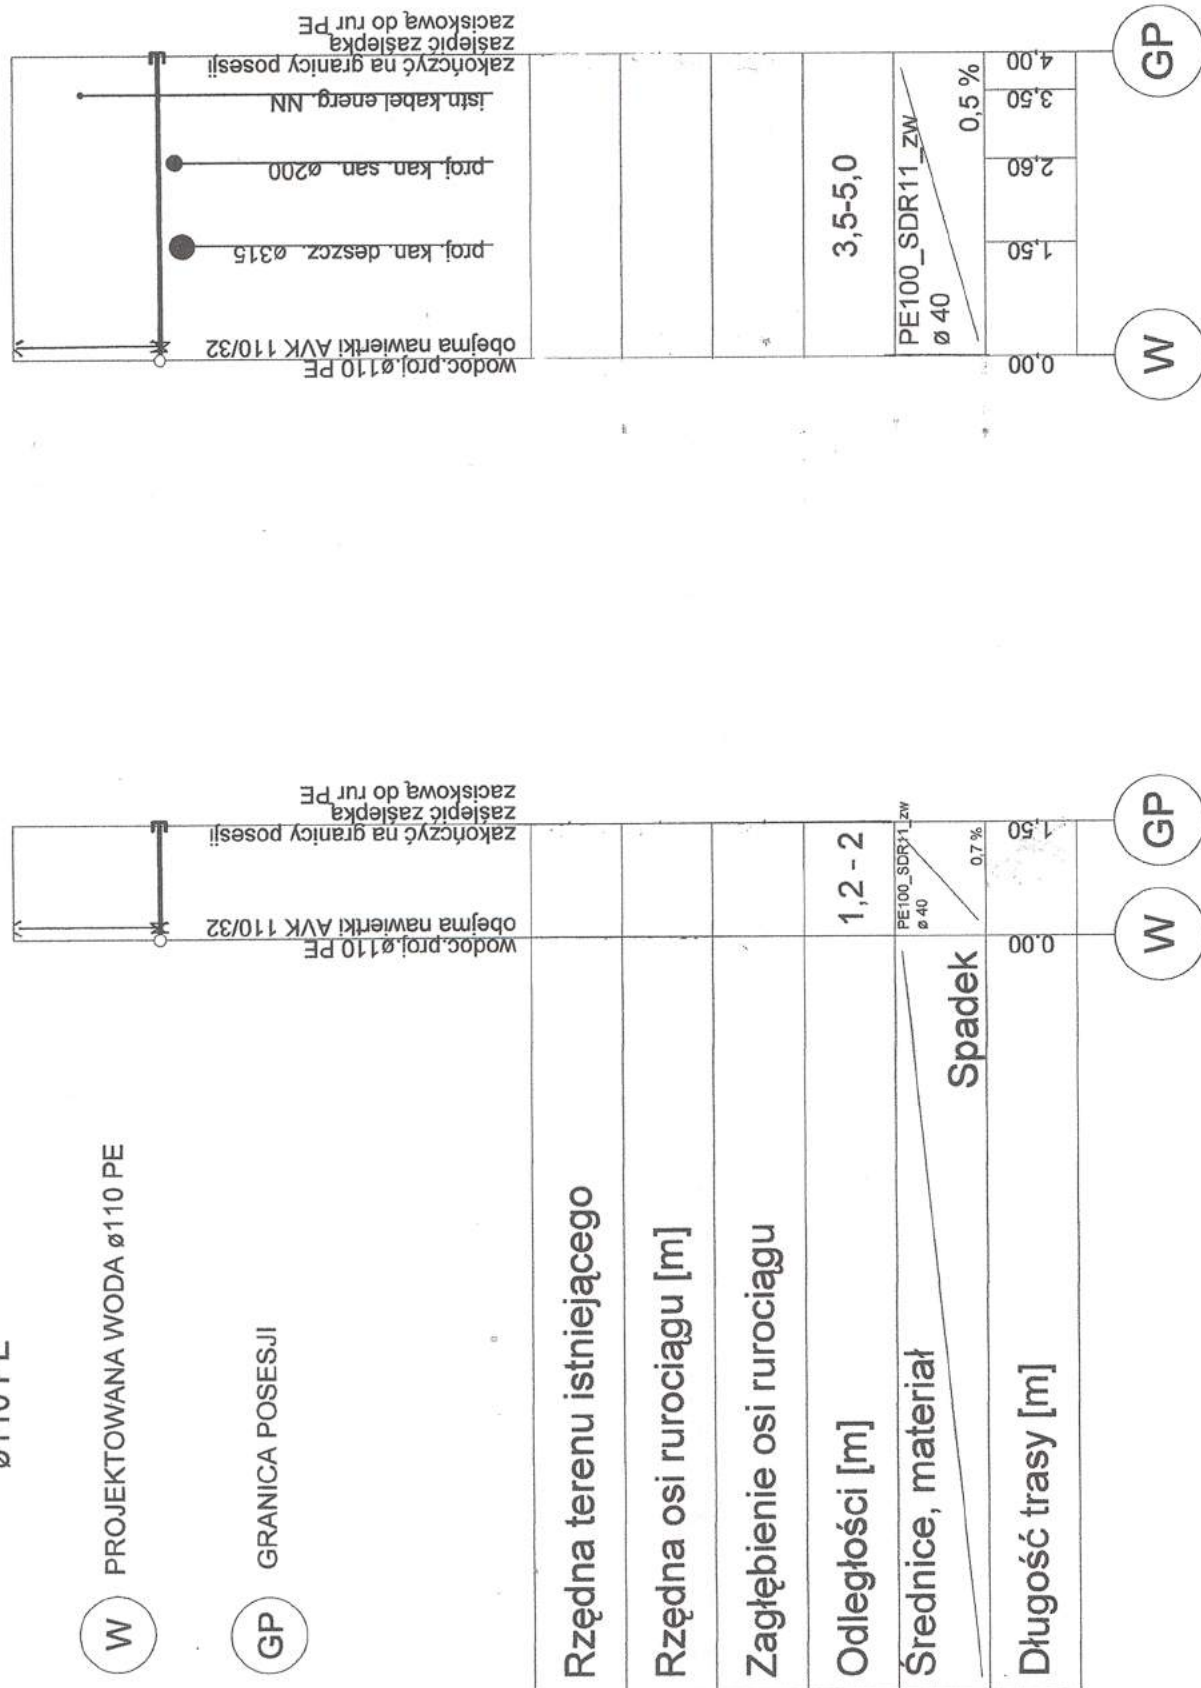 ø110 PE
W PROJEKTOWANA WODA ø110 PE
GP GRANICA POSESJI
wodoc.proj.ø110 PE
obejma nawiertki AVK 110/32
zakończyć na granicy posesji
zaślepić zaślepką
zaciskową do rur PE
wodoc.proj.ø110 PE
obejma nawiertki AVK 110/32
proj. kan. deszcz. ø315
proj. kan. san. ø200
istn.kabel energ. NN
zakończyć na granicy posesji
zaślepić zaślepką
zaciskową do rur PE
Rzędna terenu istniejącego
Rzędna osi rurociągu [m]
Zagłębienie osi rurociągu
Odległości [m]
1,2 - 2
3,5-5,0
Średnice, materiał
Spadek
PE100_SDR11_zw
ø 40
0,7 %
PE100_SDR11_zw
ø 40
0,5 %
Długość trasy [m]
0.00
1,50
0,00
1,50
2,60
3,50
4,00
W
GP
W
GP